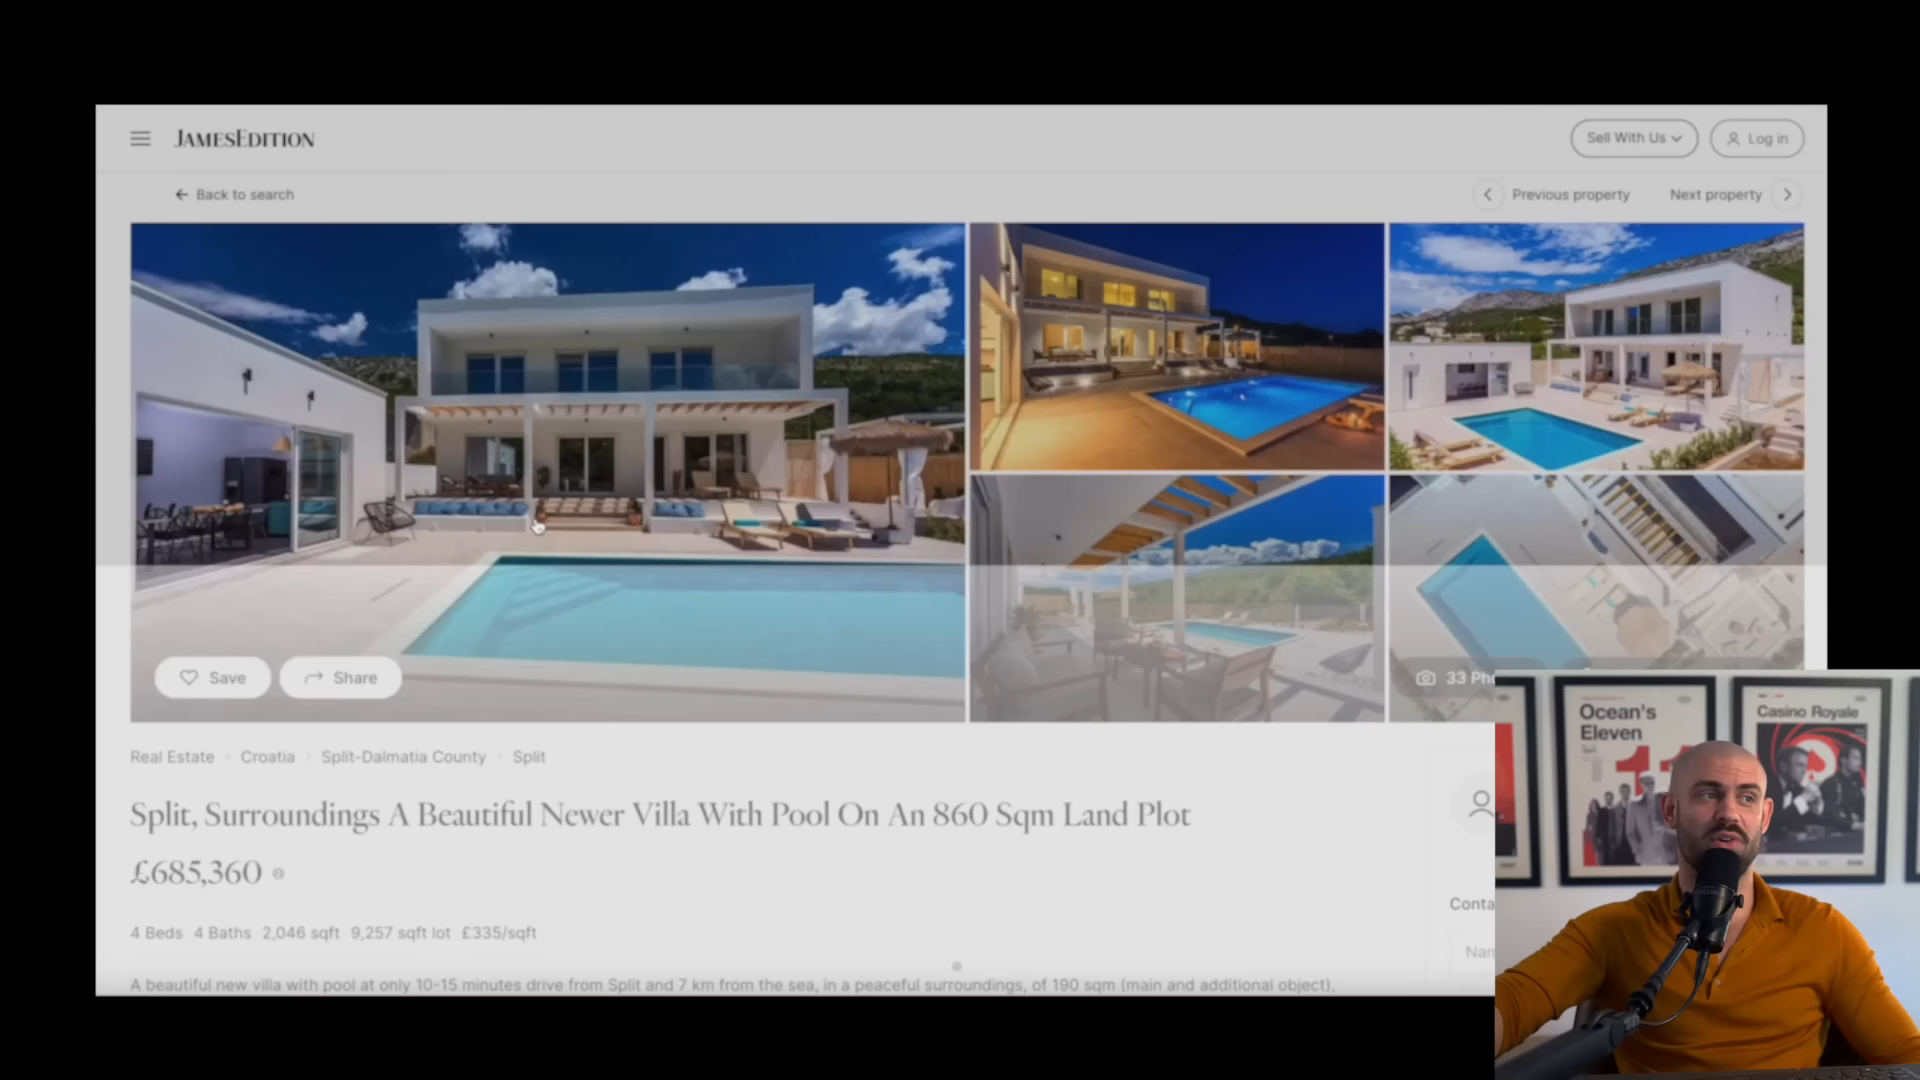 JAMESEDITION
Sell With Us
Log in
Back to search
Previous property
Next property
Save
Share
33
Real Estate
Croatia
Split-Dalmatia County
Split
Split, Surroundings A Beautiful Newer Villa With Pool On An 860 Sqm Land Plot
£685,360
4 Beds 4 Baths 2,046 sqft 9,257 sqft lot £335/sqft
A beautiful new villa with pool at only 10-15 minutes drive from Split and 7 km from the sea, in a peaceful surroundings, of 190 sqm (main and additional object),
Ocean's
Eleven
11
Casino Royale